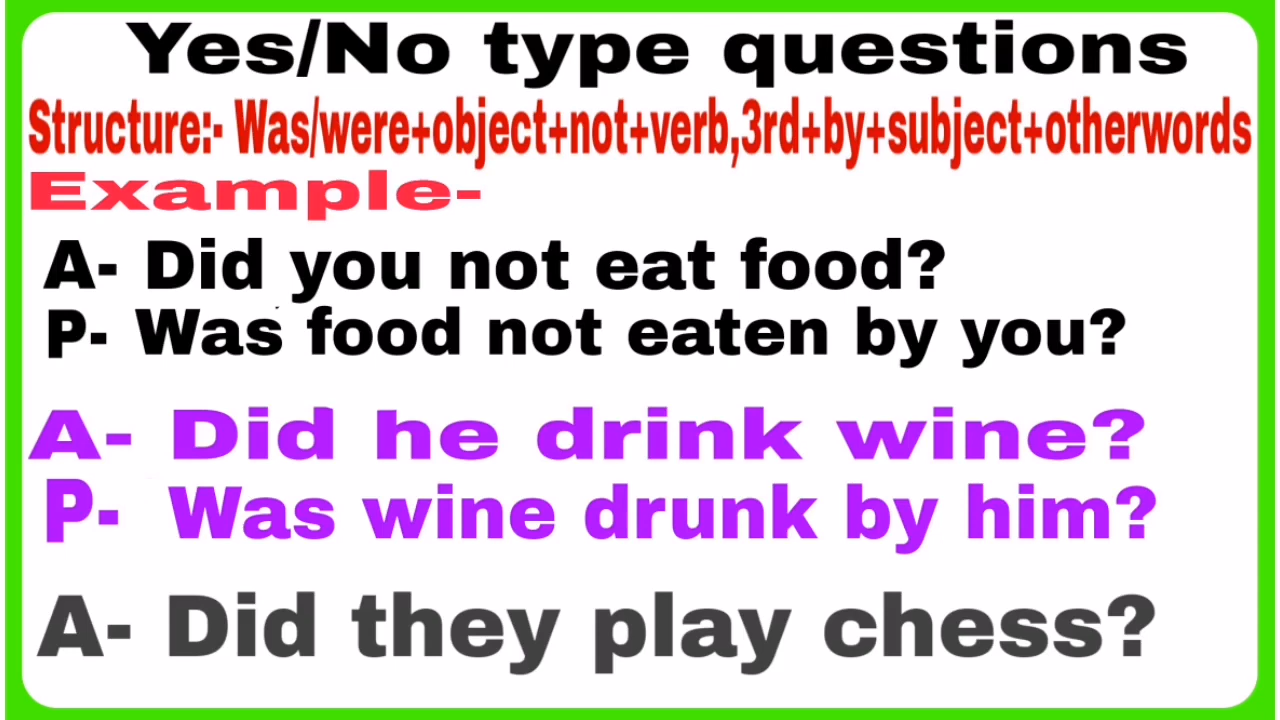 Yes/No type questions
Structure:- Was/were+object+not+verb,3rd+by+subject+otherwords
Example-
A- Did you not eat food?
P- Was food not eaten by you?
A- Did he drink wine?
P- Was wine drunk by him?
A- Did they play chess?